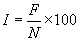 I = F/N × 100